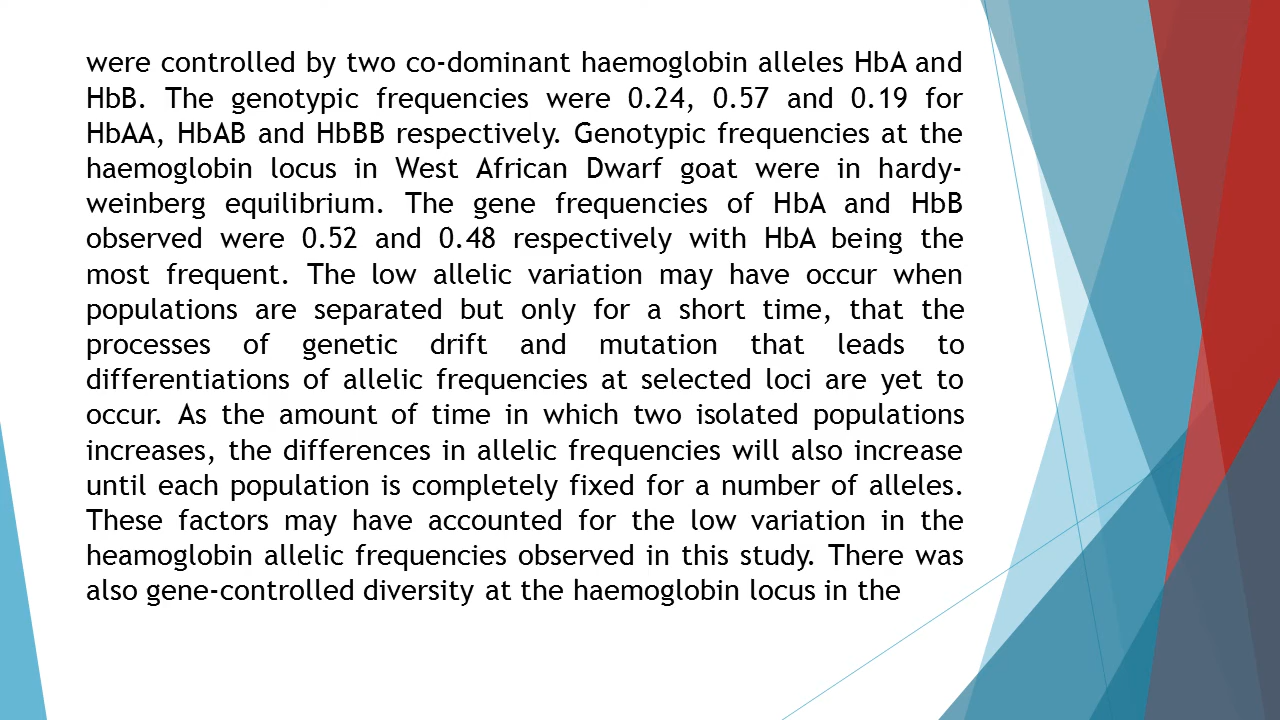 were controlled by two co-dominant haemoglobin alleles HbA and
HbB. The genotypic frequencies were 0.24, 0.57 and 0.19 for
HbAA, HbAB and HbBB respectively. Genotypic frequencies at the
haemoglobin locus in West African Dwarf goat were in hardy-
weinberg equilibrium. The gene frequencies of HbA and HbB
observed were 0.52 and 0.48 respectively with HbA being the
most frequent. The low allelic variation may have occur when
populations are separated but only for a short time, that the
processes of genetic drift and mutation that leads to
differentiations of allelic frequencies at selected loci are yet to
occur. As the amount of time in which two isolated populations
increases, the differences in allelic frequencies will also increase
until each population is completely fixed for a number of alleles.
These factors may have accounted for the low variation in the
heamoglobin allelic frequencies observed in this study. There was
also gene-controlled diversity at the haemoglobin locus in the